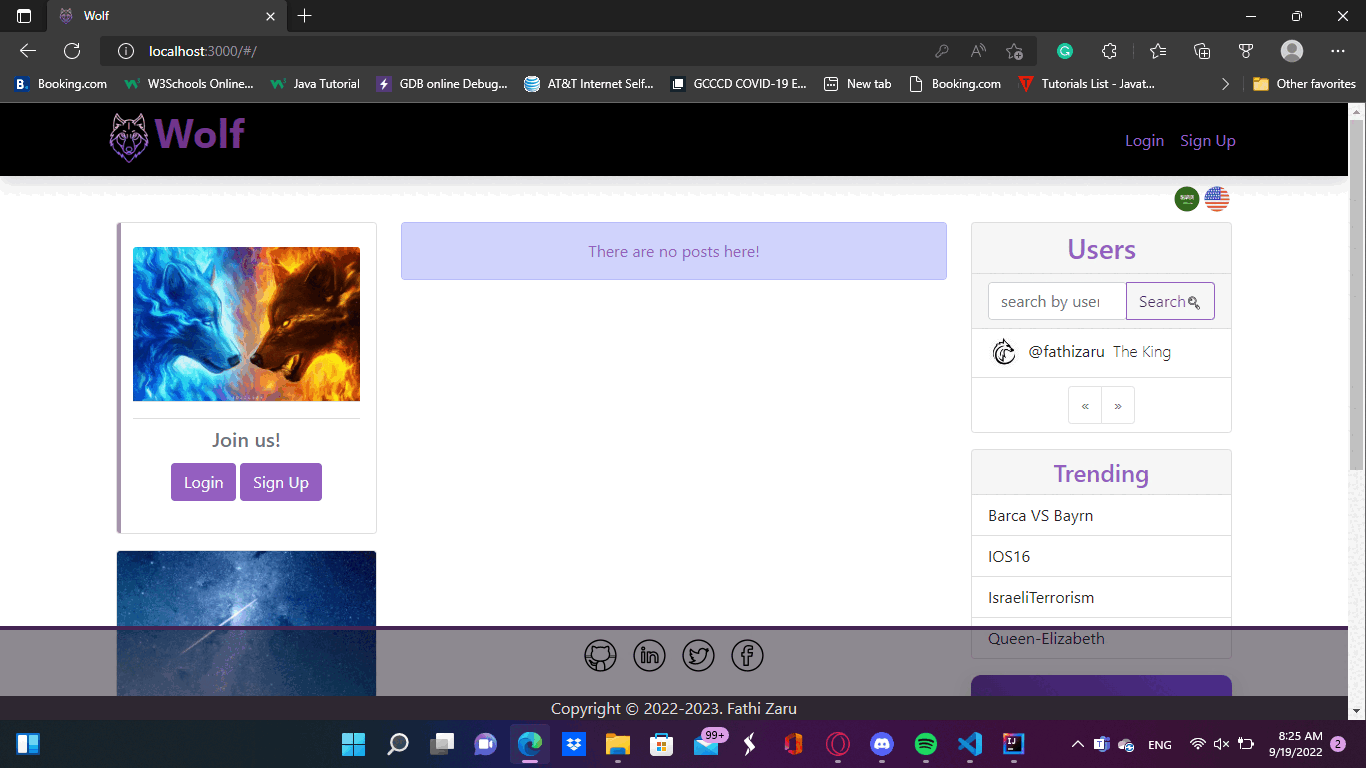 Wolf
localhost:3000/#/
Booking.com
W3Schools Online...
Java Tutorial
GDB online Debug...
AT&T Internet Self...
GCCCD COVID-19 E...
New tab
Booking.com
Tutorials List - Javat...
Other favorites
Wolf
Login
Sign Up
There are no posts here!
Join us!
Login
Sign Up
Users
search by user
Search
@fathizaru The King
«
»
Trending
Barca VS Bayrn
IOS16
IsraeliTerrorism
Queen-Elizabeth
Copyright © 2022-2023. Fathi Zaru
99+
ENG
8:25 AM
9/19/2022
2